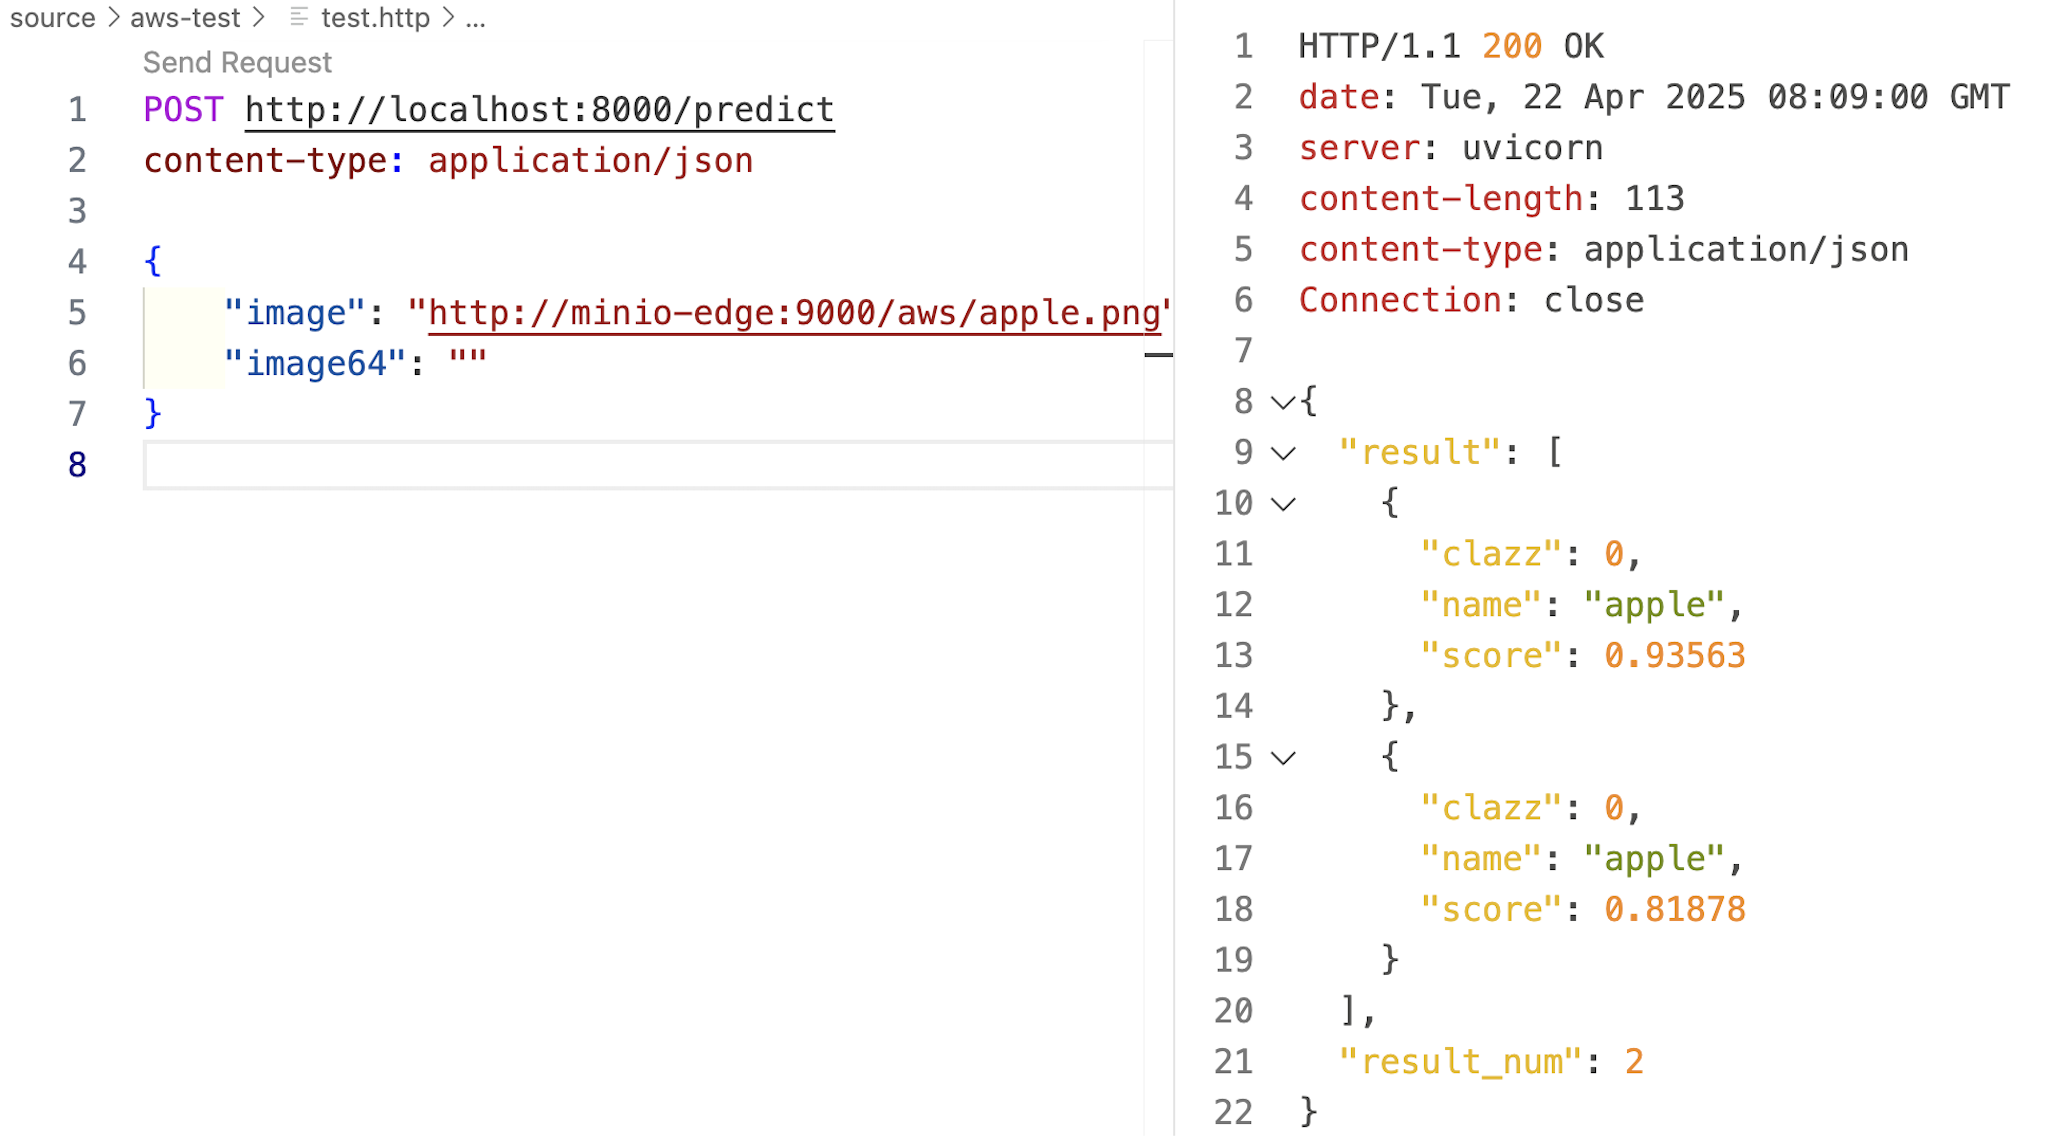 source > aws-test > test.http > ...
Send Request
1 POST http://localhost:8000/predict
2 content-type: application/json
3
4 {
5 "image": "http://minio-edge:9000/aws/apple.png"
6 "image64": ""
7 }
8
1 HTTP/1.1 200 OK
2 date: Tue, 22 Apr 2025 08:09:00 GMT
3 server: uvicorn
4 content-length: 113
5 content-type: application/json
6 Connection: close
7
8 {
9 "result": [
10 {
11 "clazz": 0,
12 "name": "apple",
13 "score": 0.93563
14 },
15 {
16 "clazz": 0,
17 "name": "apple",
18 "score": 0.81878
19 }
20 ],
21 "result_num": 2
22 }